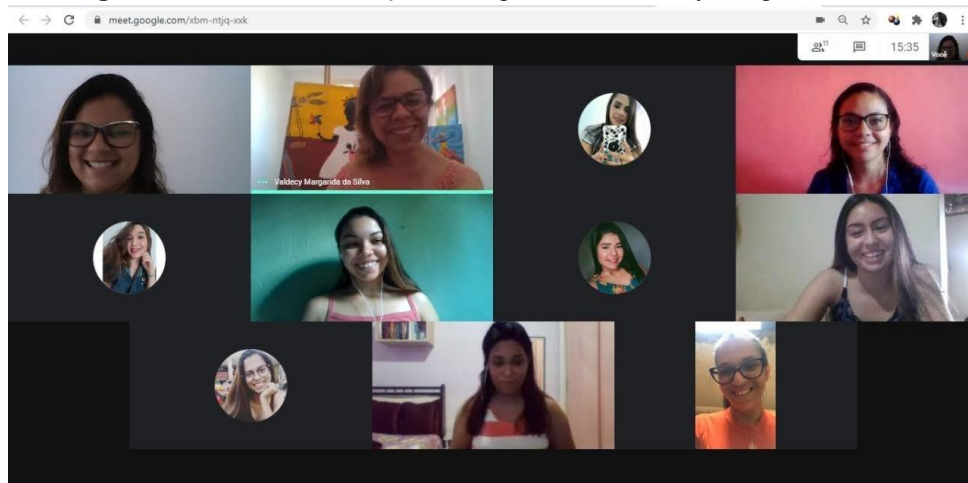 meet.google.com/xbm-ntjq-xxk
11
15:35
Você
Valdecy Margarida da Silva